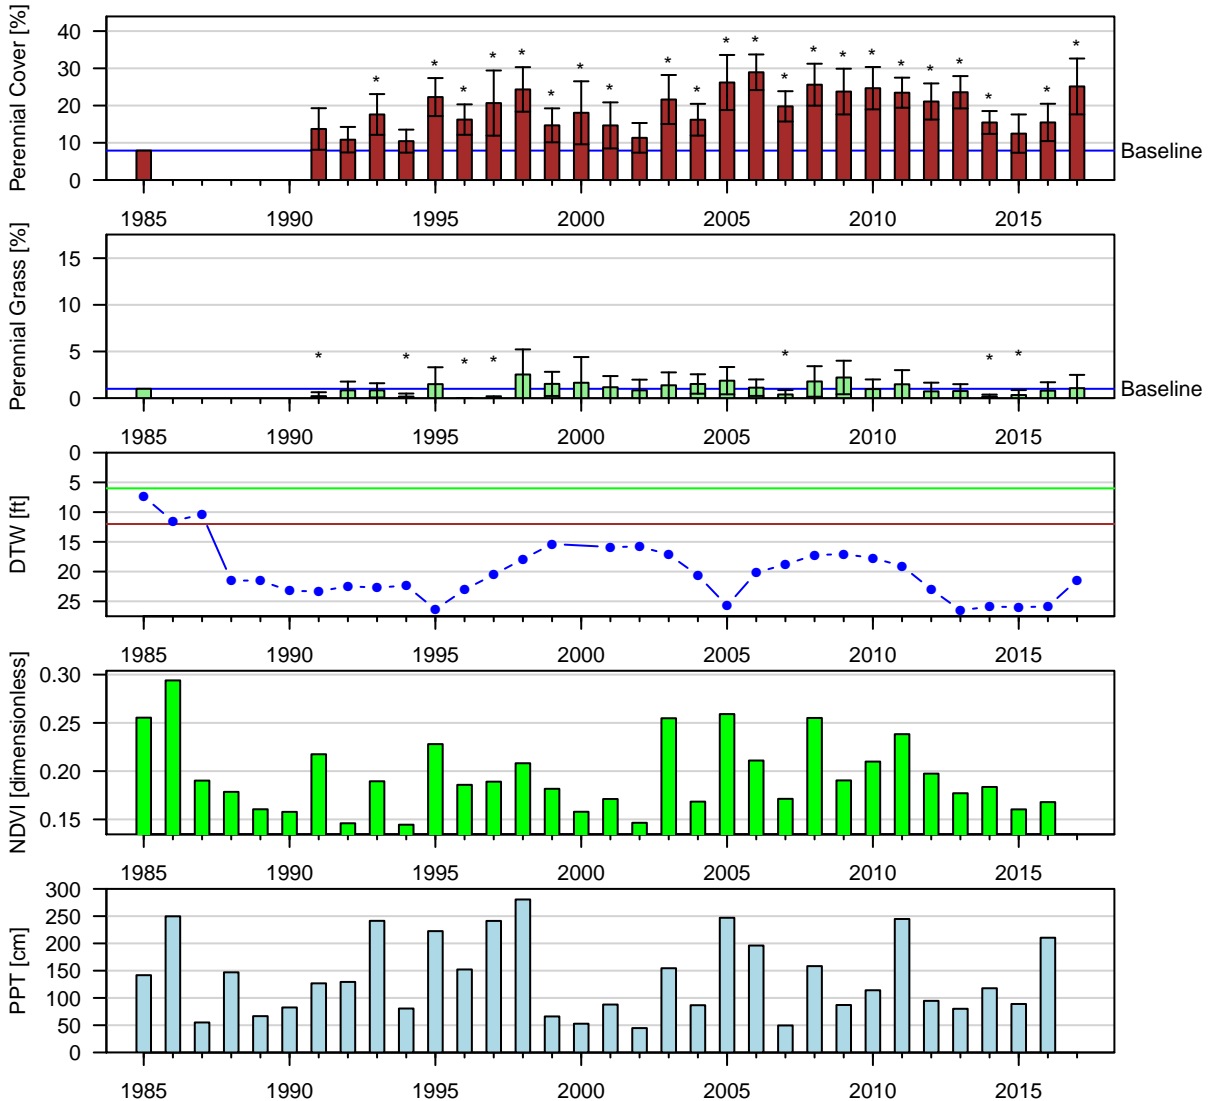 Perennial Cover [%]
40
30
20
10
0
* * * * * * * * * * * * * * * * * * * * * *
Baseline
1985 1990 1995 2000 2005 2010 2015
Perennial Grass [%]
15
10
5
0
* * * * * * *
Baseline
1985 1990 1995 2000 2005 2010 2015
DTW [ft]
0
5
10
15
20
25
1985 1990 1995 2000 2005 2010 2015
NDVI [dimensionless]
0.30
0.25
0.20
0.15
1985 1990 1995 2000 2005 2010 2015
PPT [cm]
300
250
200
150
100
50
0
1985 1990 1995 2000 2005 2010 2015